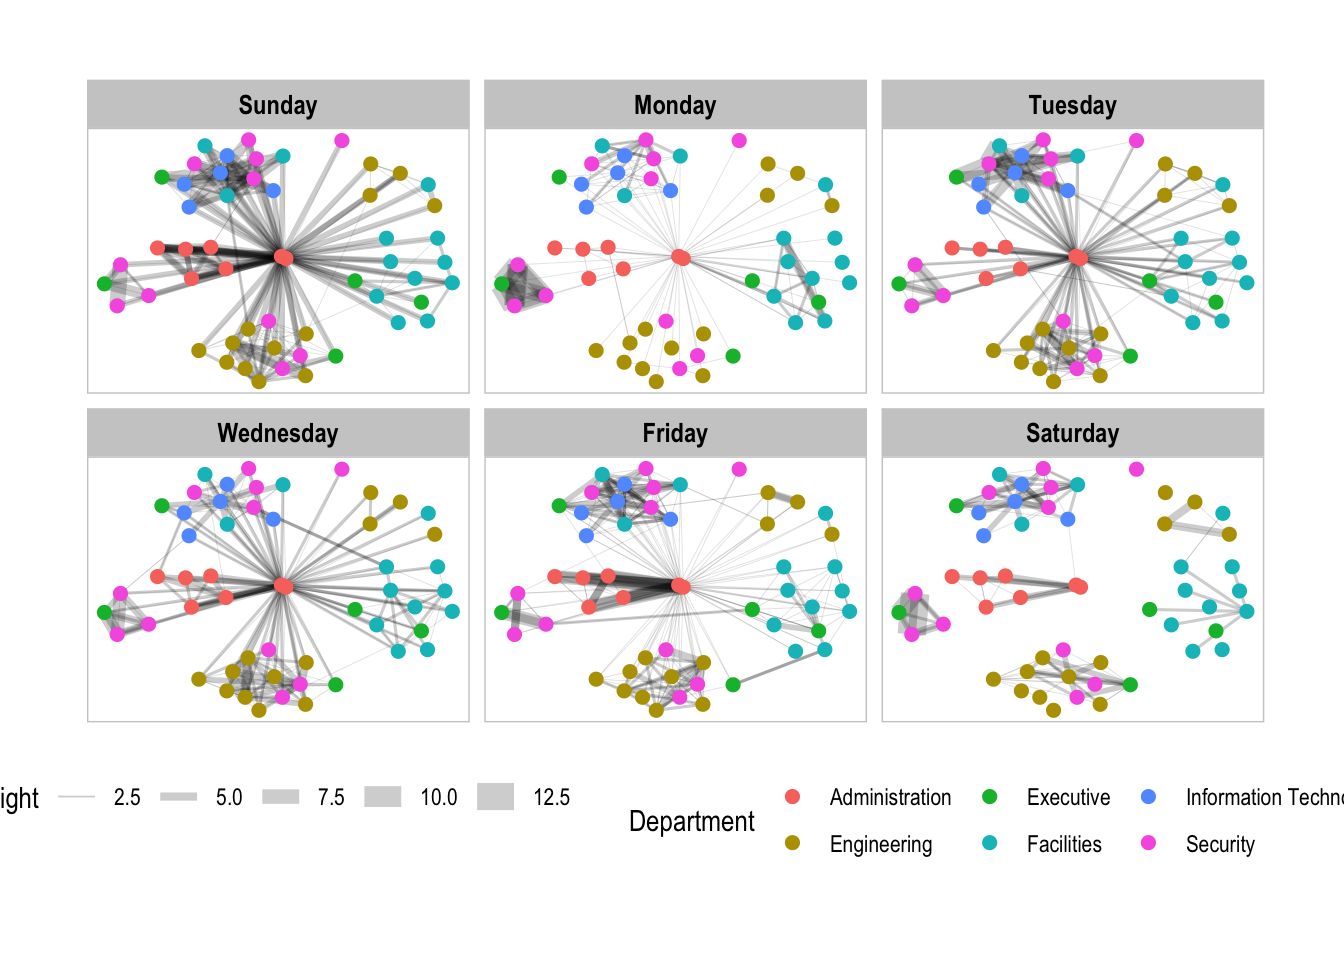 Sunday
Monday
Tuesday
Wednesday
Friday
Saturday
ight 2.5 5.0 7.5 10.0 12.5
Department
Administration Executive Information Techno
Engineering Facilities Security